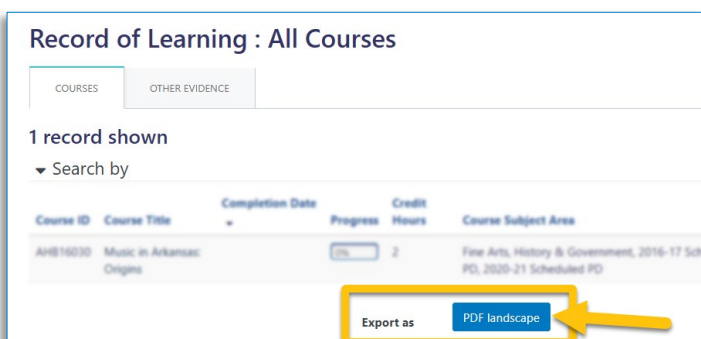 Record of Learning : All Courses
COURSES OTHER EVIDENCE
1 record shown
Search by
Completion Date Credit
Course ID Course Title Progress Hours Course Subject Area
AHB16030 Music in Arkansas: 0% 2 Fine Arts, History & Government, 2016-17 Sch
Origins PD, 2020-21 Scheduled PD
Export as PDF landscape